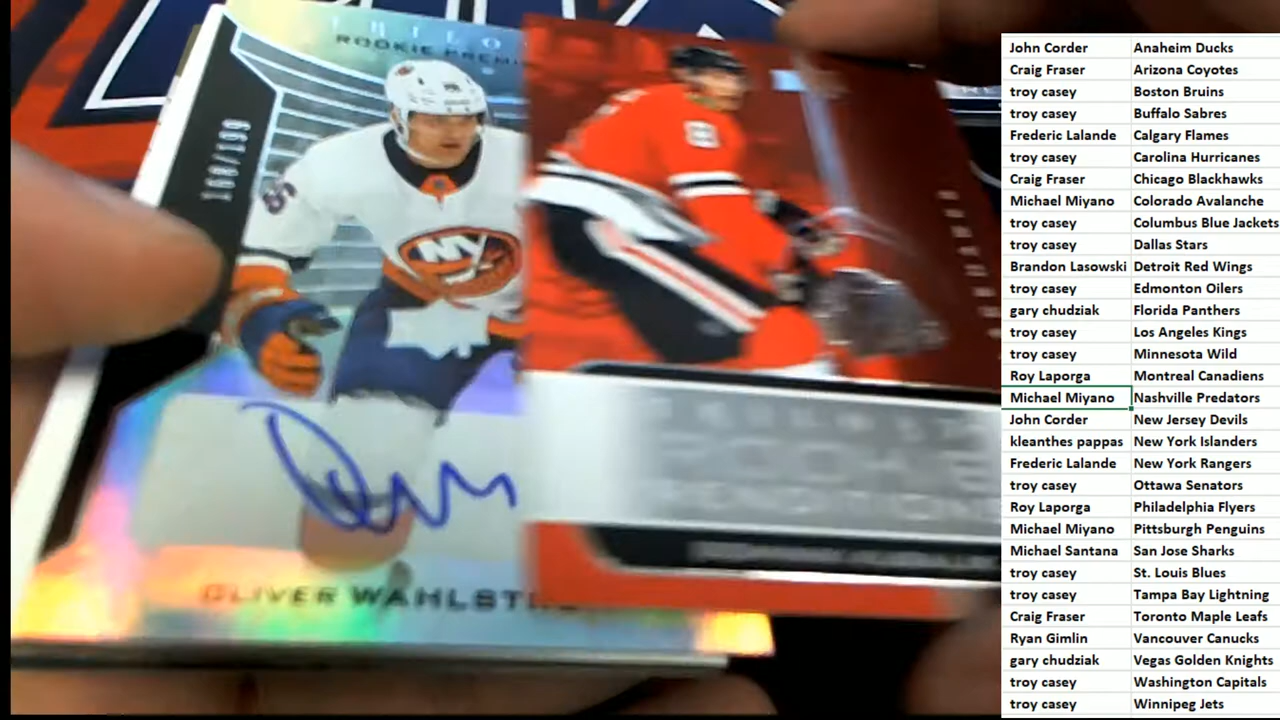 TRILO
ROOKIE PREMI
188/199
NY
OLIVER WAHLST
ROOKIE
John Corder Anaheim Ducks
Craig Fraser Arizona Coyotes
troy casey Boston Bruins
troy casey Buffalo Sabres
Frederic Lalande Calgary Flames
troy casey Carolina Hurricanes
Craig Fraser Chicago Blackhawks
Michael Miyano Colorado Avalanche
troy casey Columbus Blue Jackets
troy casey Dallas Stars
Brandon Lasowski Detroit Red Wings
troy casey Edmonton Oilers
gary chudziak Florida Panthers
troy casey Los Angeles Kings
troy casey Minnesota Wild
Roy Laporga Montreal Canadiens
Michael Miyano Nashville Predators
John Corder New Jersey Devils
kleanthes pappas New York Islanders
Frederic Lalande New York Rangers
troy casey Ottawa Senators
Roy Laporga Philadelphia Flyers
Michael Miyano Pittsburgh Penguins
Michael Santana San Jose Sharks
troy casey St. Louis Blues
troy casey Tampa Bay Lightning
Craig Fraser Toronto Maple Leafs
Ryan Gimlin Vancouver Canucks
gary chudziak Vegas Golden Knights
troy casey Washington Capitals
troy casey Winnipeg Jets